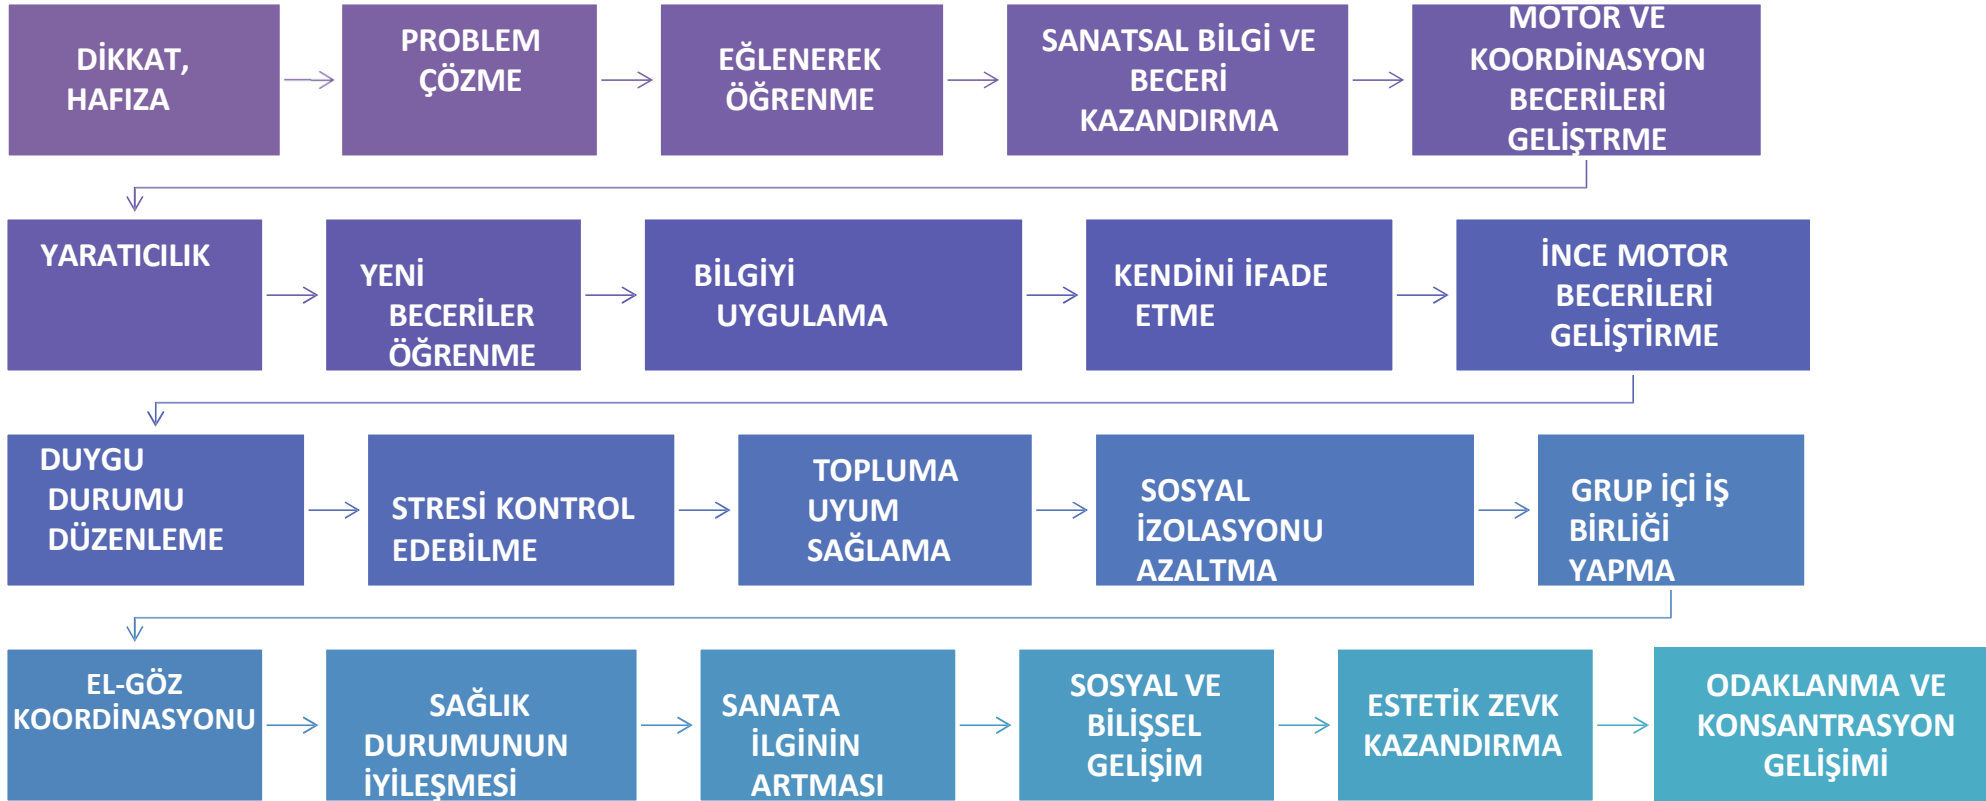 DİKKAT,
HAFIZA
PROBLEM
ÇÖZME
EĞLENEREK
ÖĞRENME
SANATSAL BİLGİ VE
BECERİ
KAZANDIRMA
MOTOR VE
KOORDİNASYON
BECERİLERİ
GELİŞTRME
YARATICILIK
YENİ
BECERİLER
ÖĞRENME
BİLGİYİ
UYGULAMA
KENDİNİ İFADE
ETME
İNCE MOTOR
BECERİLERİ
GELİŞTİRME
DUYGU
DURUMU
DÜZENLEME
STRESİ KONTROL
EDEBİLME
TOPLUMA
UYUM
SAĞLAMA
SOSYAL
İZOLASYONU
AZALTMA
GRUP İÇİ İŞ
BİRLİĞİ
YAPMA
EL-GÖZ
KOORDİNASYONU
SAĞLIK
DURUMUNUN
İYİLEŞMESİ
SANATA
İLGİNİN
ARTMASI
SOSYAL VE
BİLİŞSEL
GELİŞİM
ESTETİK ZEVK
KAZANDIRMA
ODAKLANMA VE
KONSANTRASYON
GELİŞİMİ